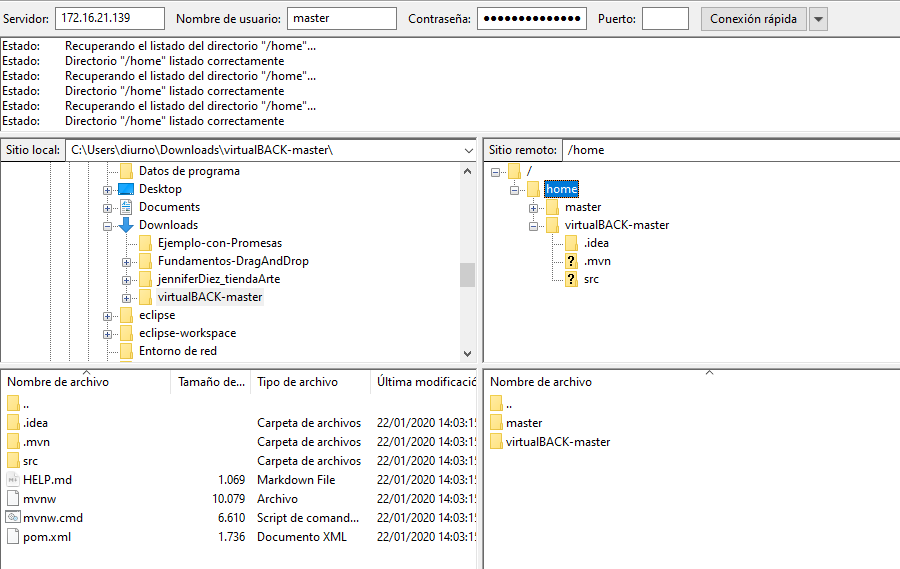 Servidor: 172.16.21.139 Nombre de usuario: master Contraseña: ●●●●●●●●●●●●●● Puerto: Conexión rápida
Estado: Recuperando el listado del directorio "/home"...
Estado: Directorio "/home" listado correctamente
Estado: Recuperando el listado del directorio "/home"...
Estado: Directorio "/home" listado correctamente
Estado: Recuperando el listado del directorio "/home"...
Estado: Directorio "/home" listado correctamente
Sitio local: C:\Users\diurno\Downloads\virtualBACK-master\
Datos de programa
Desktop
Documents
Downloads
Ejemplo-con-Promesas
Fundamentos-DragAndDrop
jenniferDiez_tiendaArte
virtualBACK-master
eclipse
eclipse-workspace
Entorno de red
Sitio remoto: /home
/
home
master
virtualBACK-master
.idea
? .mvn
? src
Nombre de archivo Tamaño de... Tipo de archivo Última modificació
..
.idea Carpeta de archivos 22/01/2020 14:03:15
.mvn Carpeta de archivos 22/01/2020 14:03:15
src Carpeta de archivos 22/01/2020 14:03:15
HELP.md 1.069 Markdown File 22/01/2020 14:03:15
mvnw 10.079 Archivo 22/01/2020 14:03:15
mvnw.cmd 6.610 Script de comand... 22/01/2020 14:03:15
pom.xml 1.736 Documento XML 22/01/2020 14:03:15
Nombre de archivo
..
master
virtualBACK-master